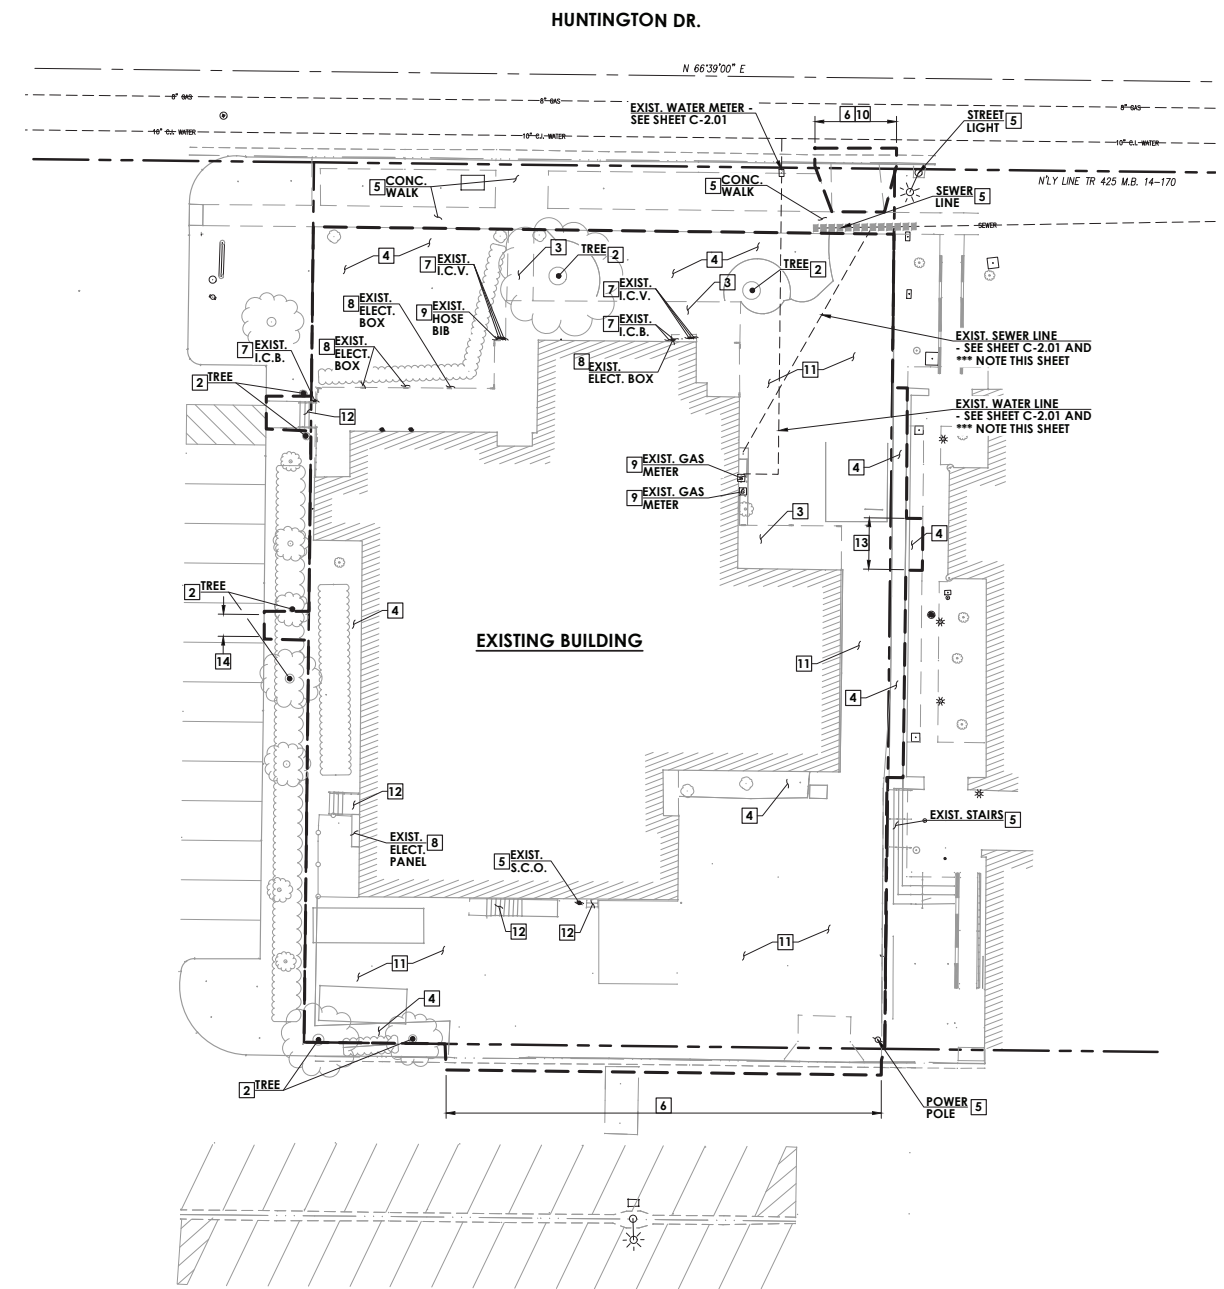 HUNTINGTON DR.
N 66°39'00" E
8" GAS
8" GAS
8" GAS
EXIST. WATER METER -
SEE SHEET C-2.01
6 10
STREET
LIGHT 5
10" C.I. WATER
10" C.I. WATER
10" C.I. WATER
N'LY LINE TR 425 M.B. 14-170
5 CONC.
WALK
5 CONC.
WALK
SEWER
LINE 5
SEWER
4
3
TREE 2
4
TREE 2
3
7 EXIST.
I.C.V.
7 EXIST.
I.C.V.
8 EXIST.
ELECT.
BOX
9 EXIST.
HOSE
BIB
7 EXIST.
I.C.B.
8 EXIST.
ELECT.
BOX
7 EXIST.
I.C.B.
8 EXIST.
ELECT. BOX
EXIST. SEWER LINE
- SEE SHEET C-2.01 AND
*** NOTE THIS SHEET
11
2 TREE
12
EXIST. WATER LINE
- SEE SHEET C-2.01 AND
*** NOTE THIS SHEET
9 EXIST. GAS
METER
4
9 EXIST. GAS
METER
3
13
4
2 TREE
4
EXISTING BUILDING
14
11
4
12
4
EXIST. STAIRS 5
EXIST. 8
ELECT.
PANEL
5 EXIST.
S.C.O.
12
12
11
11
4
2 TREE
6
POWER 5
POLE